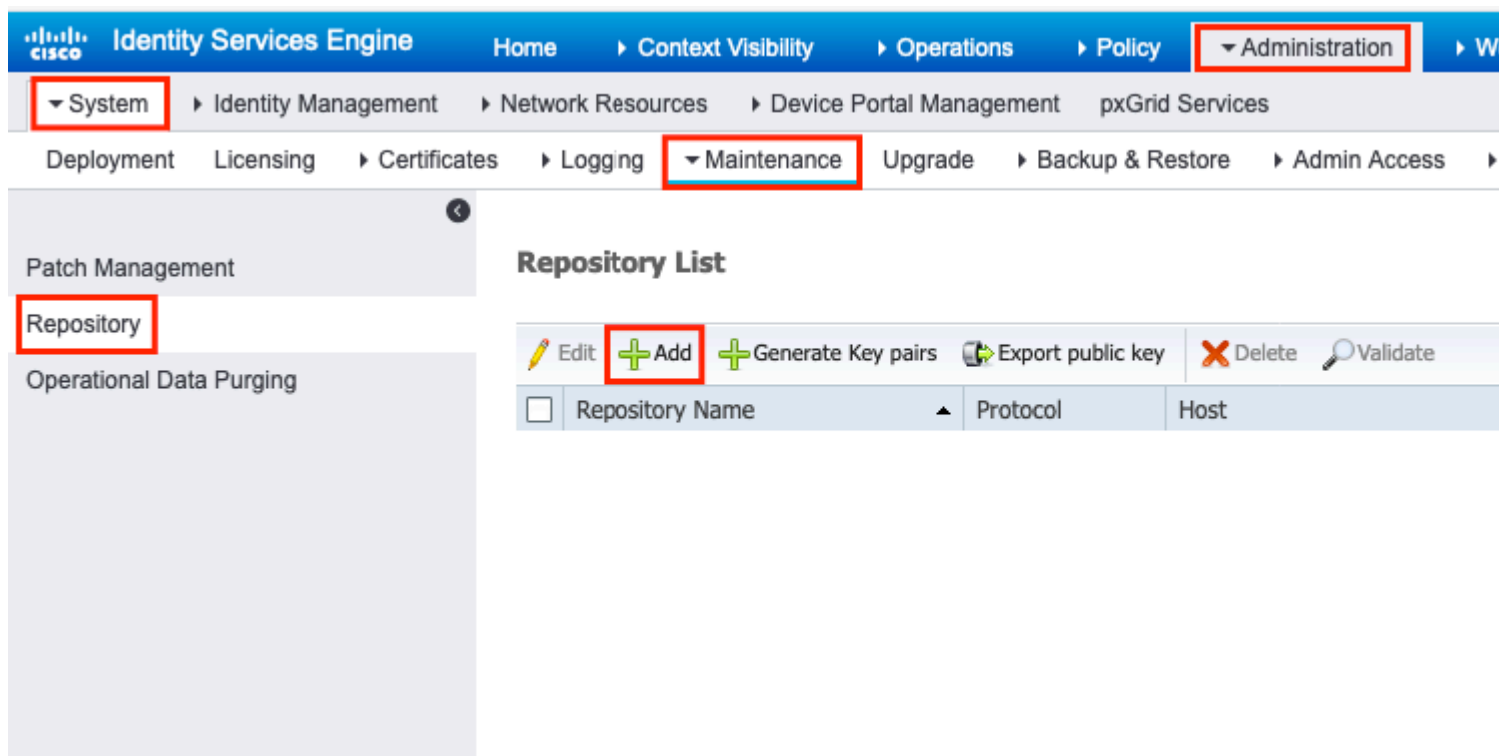 cisco Identity Services Engine Home Context Visibility Operations Policy Administration W
System Identity Management Network Resources Device Portal Management pxGrid Services
Deployment Licensing Certificates Logging Maintenance Upgrade Backup & Restore Admin Access
Patch Management
Repository
Operational Data Purging
Repository List
Edit Add Generate Key pairs Export public key Delete Validate
Repository Name Protocol Host